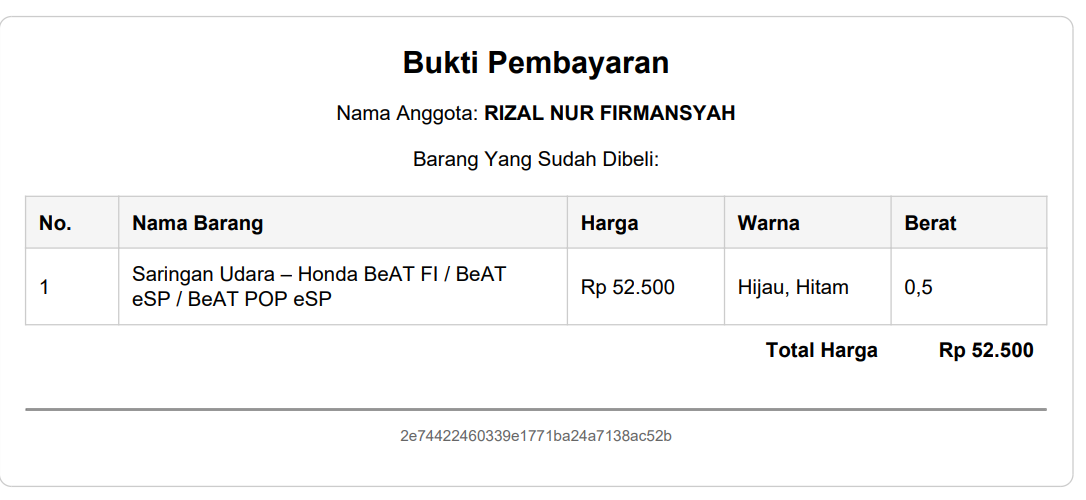 Bukti Pembayaran
Nama Anggota: RIZAL NUR FIRMANSYAH
Barang Yang Sudah Dibeli:
No. Nama Barang Harga Warna Berat
1 Saringan Udara – Honda BeAT FI / BeAT
eSP / BeAT POP eSP Rp 52.500 Hijau, Hitam 0,5
Total Harga Rp 52.500
2e74422460339e1771ba24a7138ac52b